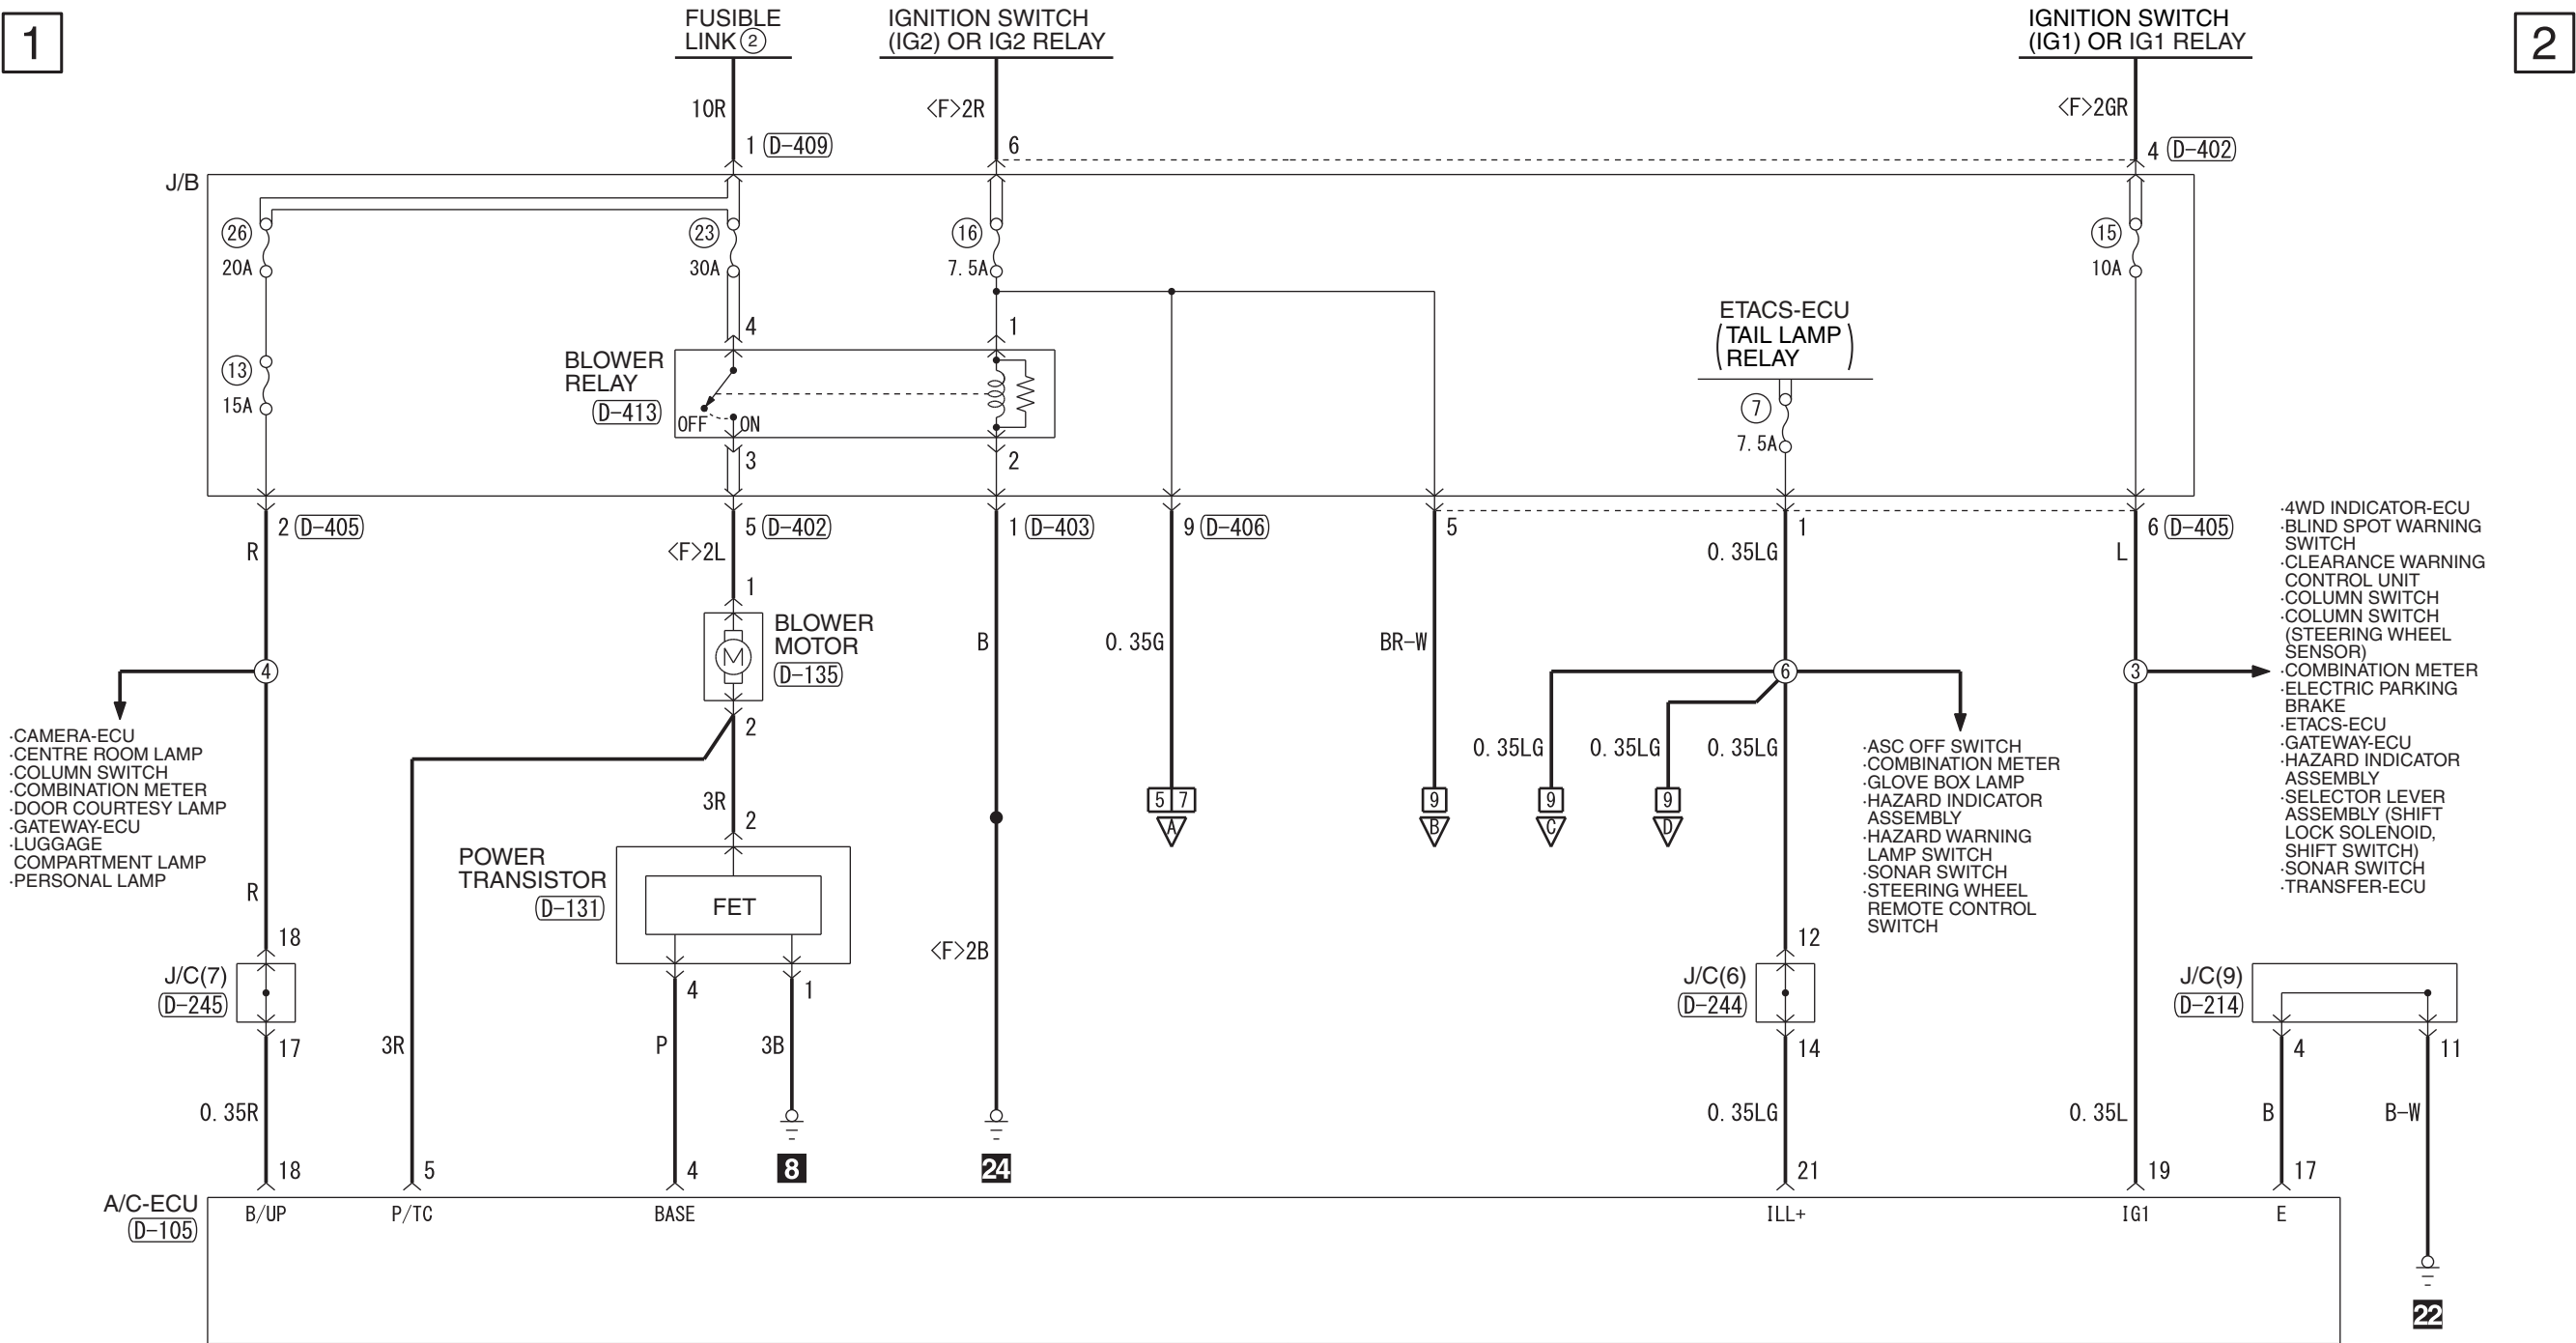 1
FUSIBLE
LINK ②
IGNITION SWITCH
(IG2) OR IG2 RELAY
IGNITION SWITCH
(IG1) OR IG1 RELAY
2
10R
<F>2R
<F>2GR
1 (D-409)
6
4 (D-402)
J/B
26
20A
23
30A
16
7.5A
15
10A
4
1
ETACS-ECU
(TAIL LAMP
RELAY)
BLOWER
RELAY
(D-413)
OFF
ON
13
15A
7
7.5A
3
2
2 (D-405)
5 (D-402)
1 (D-403)
9 (D-406)
5
1
6 (D-405)
R
<F>2L
0.35LG
L
1
BLOWER
MOTOR
(D-135)
M
2
B
0.35G
BR-W
4
6
3
·CAMERA-ECU
·CENTRE ROOM LAMP
·COLUMN SWITCH
·COMBINATION METER
·DOOR COURTESY LAMP
·GATEWAY-ECU
·LUGGAGE
COMPARTMENT LAMP
·PERSONAL LAMP
·4WD INDICATOR-ECU
·BLIND SPOT WARNING
SWITCH
·CLEARANCE WARNING
CONTROL UNIT
·COLUMN SWITCH
·COLUMN SWITCH
(STEERING WHEEL
SENSOR)
·COMBINATION METER
·ELECTRIC PARKING
BRAKE
·ETACS-ECU
·GATEWAY-ECU
·HAZARD INDICATOR
ASSEMBLY
·SELECTOR LEVER
ASSEMBLY (SHIFT
LOCK SOLENOID,
SHIFT SWITCH)
·SONAR SWITCH
·TRANSFER-ECU
0.35LG
0.35LG
0.35LG
·ASC OFF SWITCH
·COMBINATION METER
·GLOVE BOX LAMP
·HAZARD INDICATOR
ASSEMBLY
·HAZARD WARNING
LAMP SWITCH
·SONAR SWITCH
·STEERING WHEEL
REMOTE CONTROL
SWITCH
3R
2
5 7
A
9
B
9
C
9
D
POWER
TRANSISTOR
(D-131)
FET
R
<F>2B
18
12
J/C(7)
(D-245)
4
1
J/C(6)
(D-244)
J/C(9)
(D-214)
17
14
4
11
3R
P
3B
0.35R
0.35LG
0.35L
B
B-W
18
5
4
8
24
21
19
17
A/C-ECU
(D-105)
B/UP
P/TC
BASE
ILL+
IG1
E
22